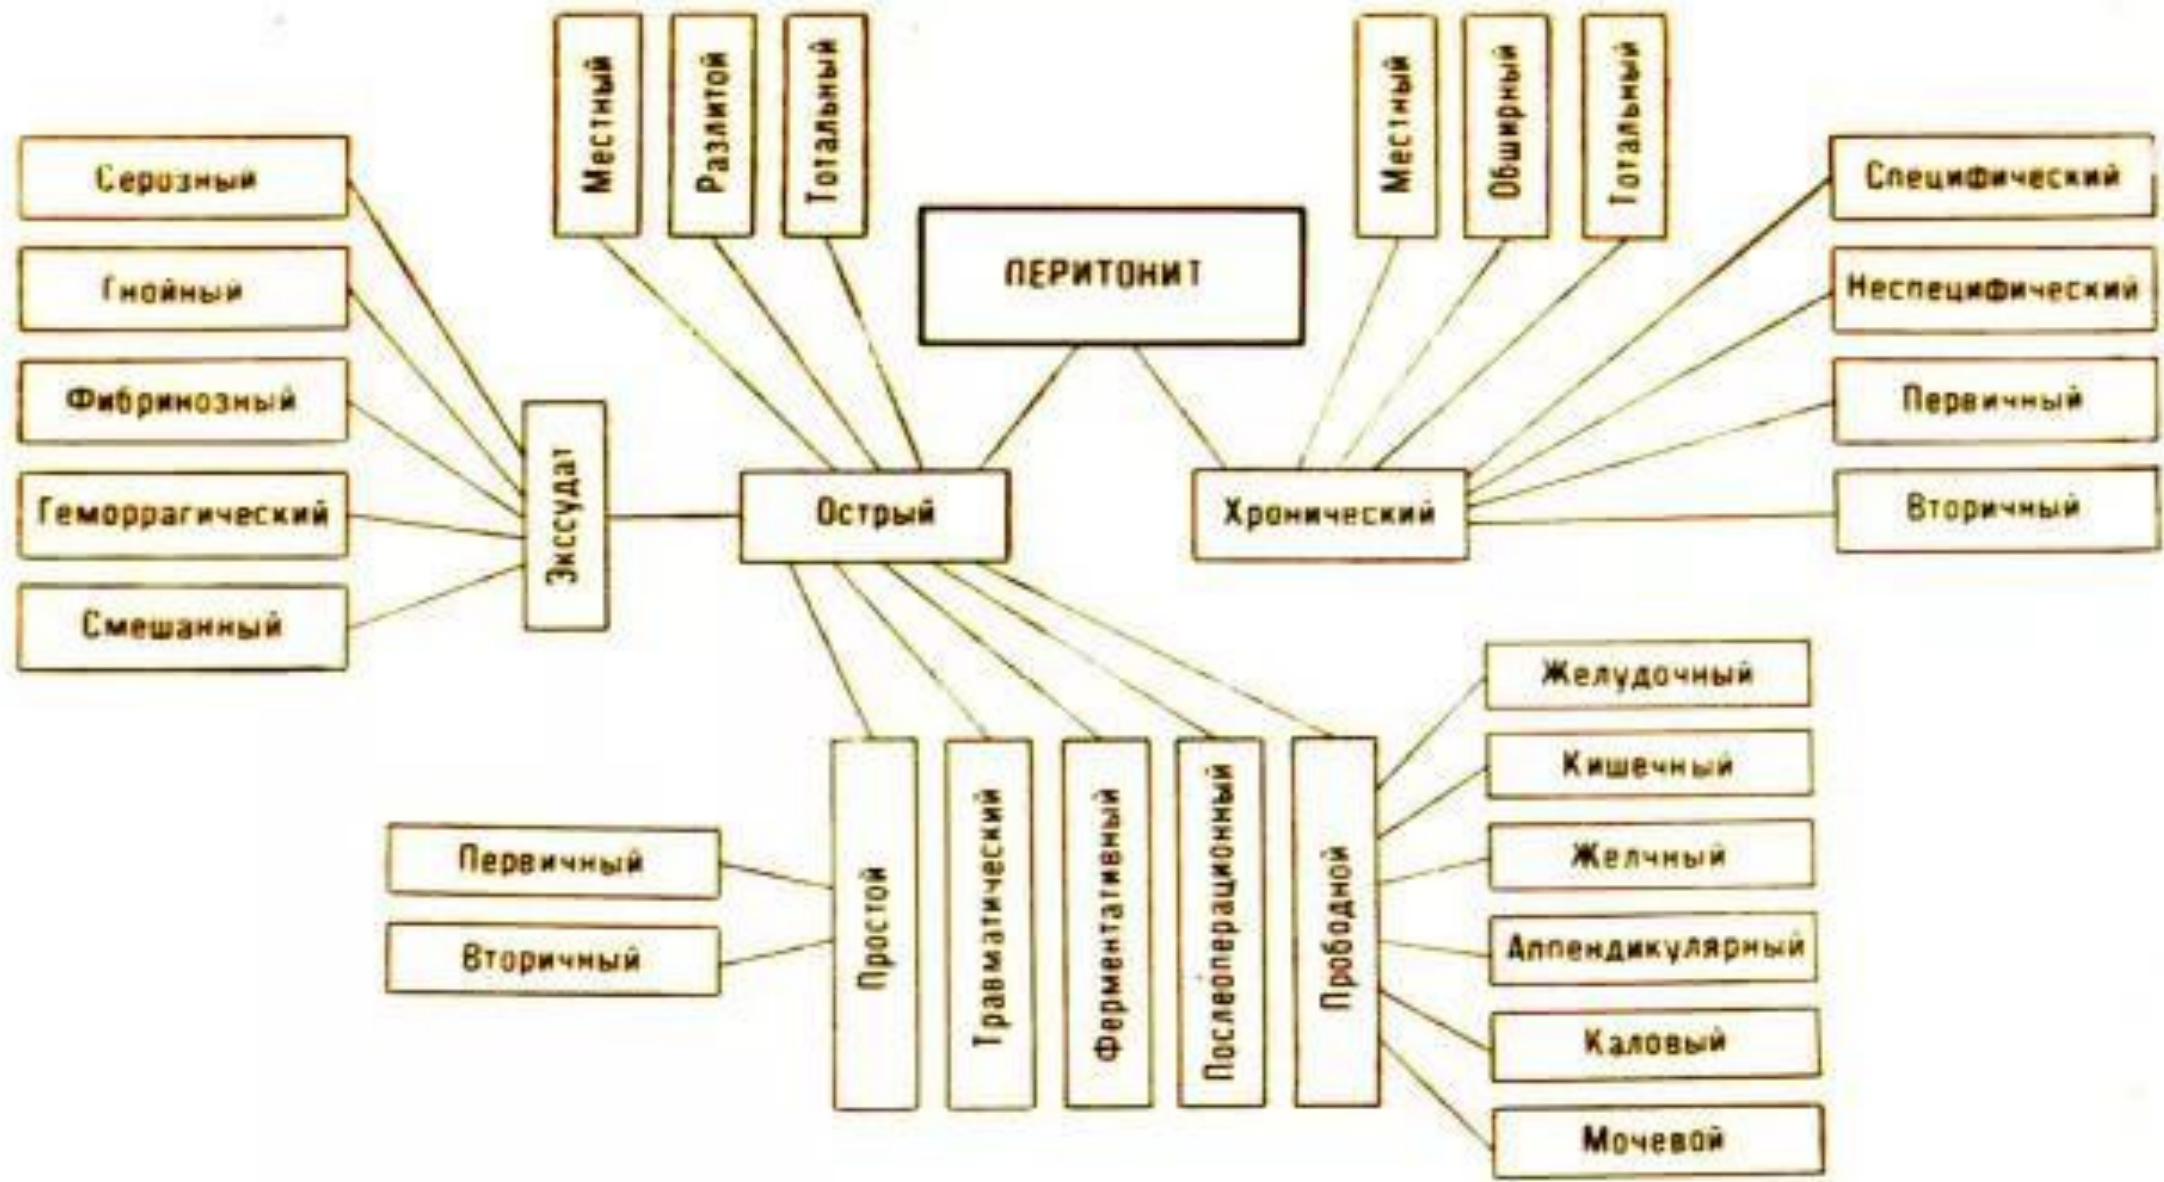 Местный
Разлитой
Тотальный
Местный
Обширный
Тотальный
ПЕРИТОНИТ
Серозный
Гнойный
Фибринозный
Геморрагический
Смешанный
Экссудат
Острый
Хронический
Специфический
Неспецифический
Первичный
Вторичный
Первичный
Вторичный
Простой
Травматический
Ферментативный
Послеоперационный
Прободной
Желудочный
Кишечный
Желчный
Аппендикулярный
Каловый
Мочевой